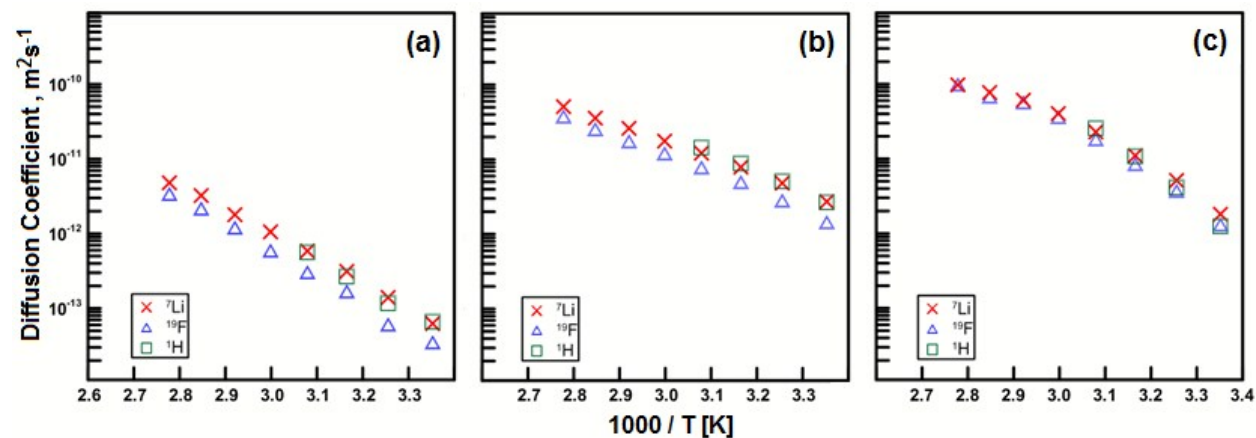 Diffusion Coefficient , m²s⁻¹
10⁻¹⁰
10⁻¹¹
10⁻¹²
10⁻¹³
(a)
⁷Li
¹⁹F
¹H
2.6 2.7 2.8 2.9 3.0 3.1 3.2 3.3
(b)
⁷Li
¹⁹F
¹H
2.7 2.8 2.9 3.0 3.1 3.2 3.3
(c)
⁷Li
¹⁹F
¹H
2.7 2.8 2.9 3.0 3.1 3.2 3.3 3.4
1000 / T [K]